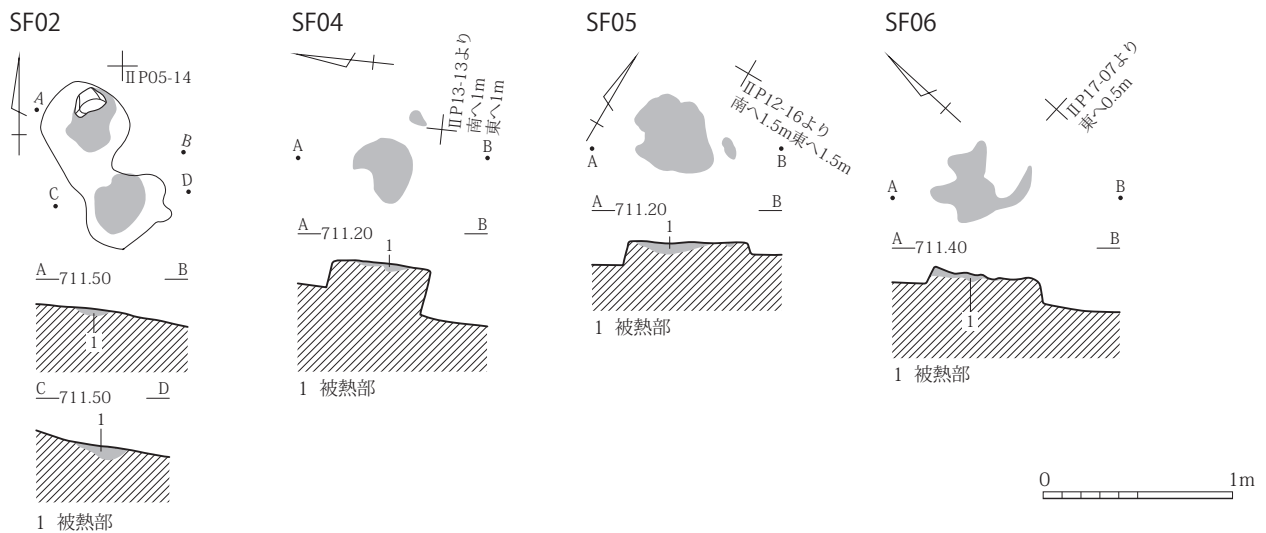 SF02
ⅡP05-14
A
B
C
D
A
711.50
B
1
C
711.50
D
1
1 被熱部
SF04
ⅡP13-13より
南へ1m
東へ1m
A
B
A
711.20
B
1
1 被熱部
SF05
ⅡP12-16より
南へ1.5m東へ1.5m
A
B
A
711.20
B
1
1 被熱部
SF06
ⅡP17-07より
東へ0.5m
A
B
A
711.40
B
1
1 被熱部
0 1m